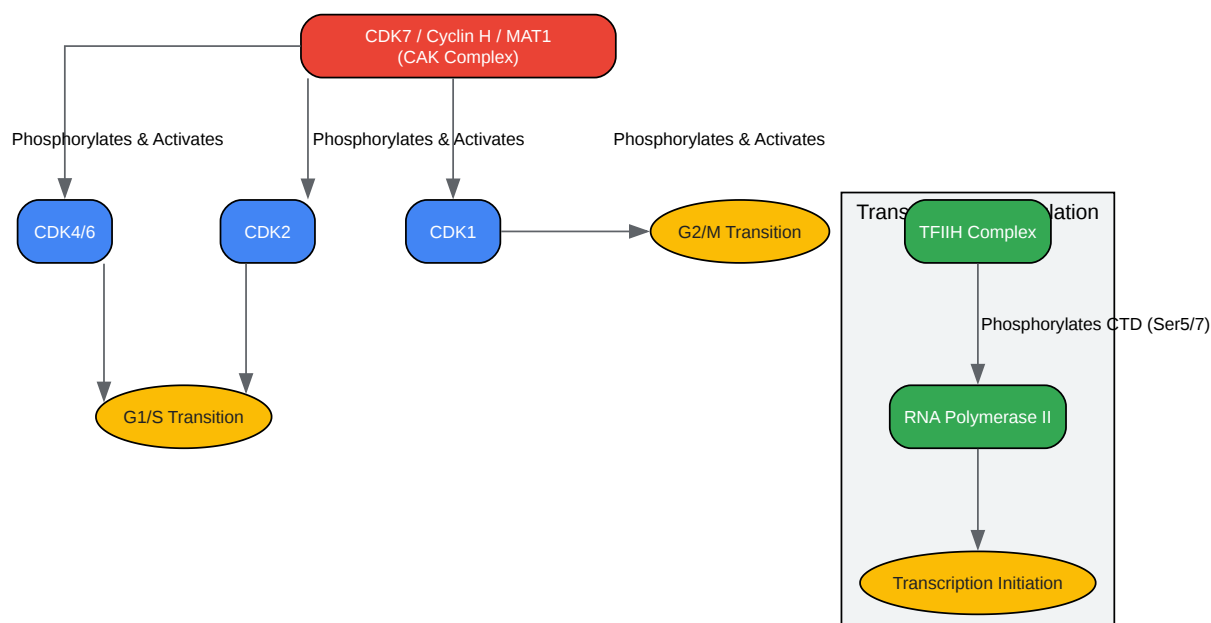 CDK7 / Cyclin H / MAT1
(CAK Complex)
Phosphorylates & Activates
Phosphorylates & Activates
Phosphorylates & Activates
CDK4/6
CDK2
CDK1
G2/M Transition
TFIIH Complex
Phosphorylates CTD (Ser5/7)
G1/S Transition
RNA Polymerase II
Transcription Initiation